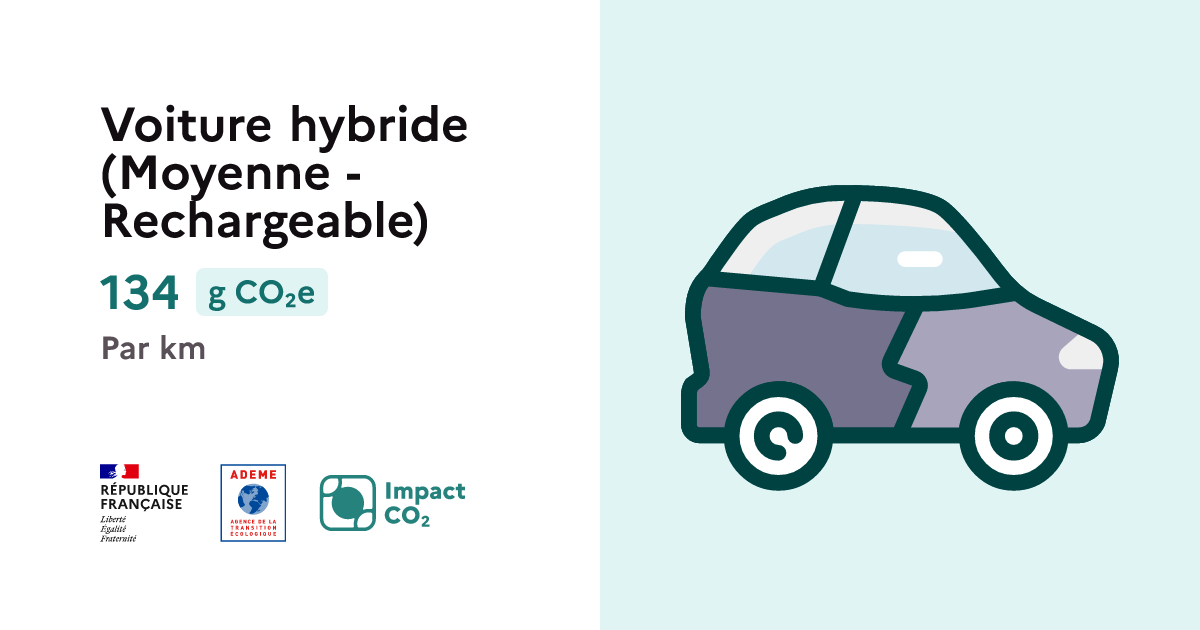 Voiture hybride
(Moyenne -
Rechargeable)
134 g CO₂e
Par km
RÉPUBLIQUE
FRANÇAISE
Liberté
Égalité
Fraternité
ADEME
AGENCE DE LA
TRANSITION
ÉCOLOGIQUE
Impact
CO₂